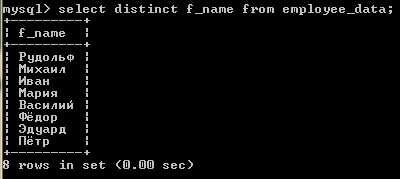 mysql> select distinct f_name from employee_data;
+---------+
| f_name  |
+---------+
| Рудольф |
| Михаил  |
| Иван    |
| Мария   |
| Василий |
| Фёдор   |
| Эдуард  |
| Пётр    |
+---------+
8 rows in set (0.00 sec)